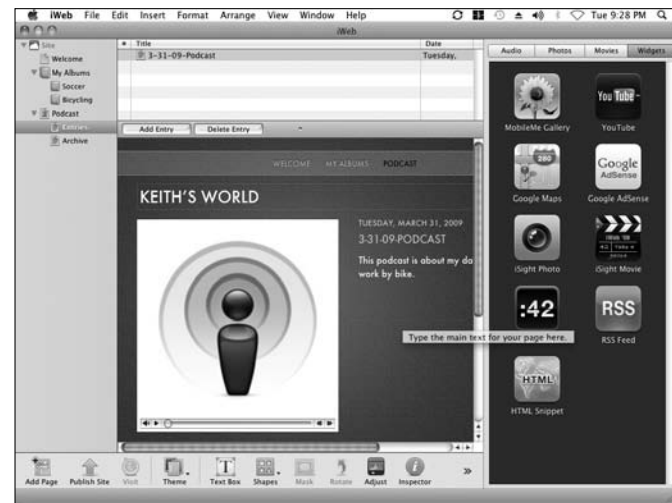 iWeb File Edit Insert Format Arrange View Window Help Tue 9:28 PM
iWeb
Site
Welcome
My Albums
Soccer
Bicycling
Podcast
Entries
Archive
Title Date
3-31-09-Podcast Tuesday,
Add Entry Delete Entry
WELCOME MY ALBUMS PODCAST
KEITH'S WORLD
TUESDAY, MARCH 31, 2009
3-31-09-PODCAST
This podcast is about my do
work by bike.
Type the main text for your page here.
Audio Photos Movies Widgets
You Tube
MobileMe Gallery YouTube
280
Google
AdSense
Google Maps Google AdSense
iSight Photo iSight Movie
:42 RSS
RSS Feed
HTML
HTML Snippet
Add Page Publish Site Visit Theme Text Box Shapes Mask Rotate Adjust Inspector